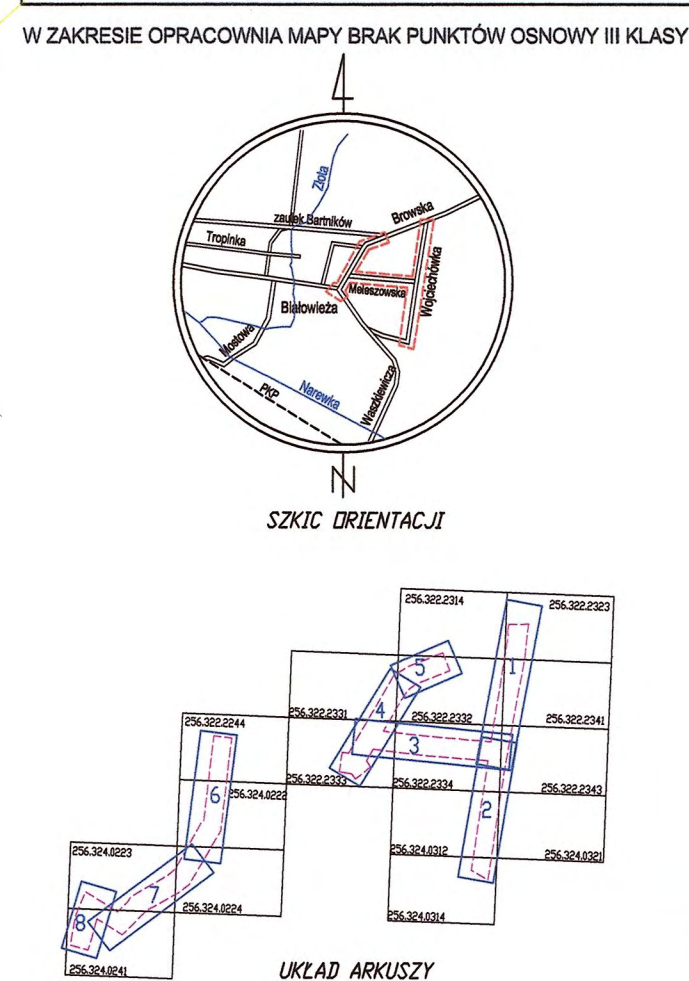 W ZAKRESIE OPRACOWNIA MAPY BRAK PUNKTÓW OSNOWY III KLASY
Złota
zaułek Bartników
Browska
Tropinka
Wojciechówka
Meleszowska
Białowieża
Mostowa
PKP
Narewka
Waszkiewicza
N
SZKIC ORIENTACJI
256.322.2314
256.322.2323
5
1
4
256.322.2331
256.322.2332
256.322.2341
256.322.2244
3
256.322.2333
256.322.2334
256.322.2343
6
256.324.0222
2
256.324.0223
256.324.0312
256.324.0321
7
256.324.0224
256.324.0314
8
256.324.0241
UKŁAD ARKUSZY